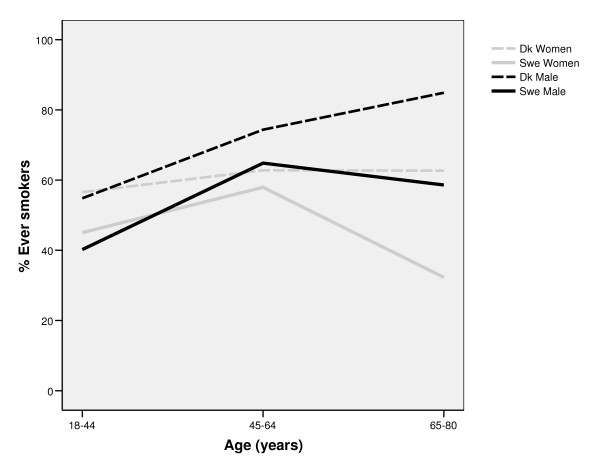 100
80
60
40
20
0
% Ever smokers
18-44
45-64
65-80
Age (years)
Dk Women
Swe Women
Dk Male
Swe Male